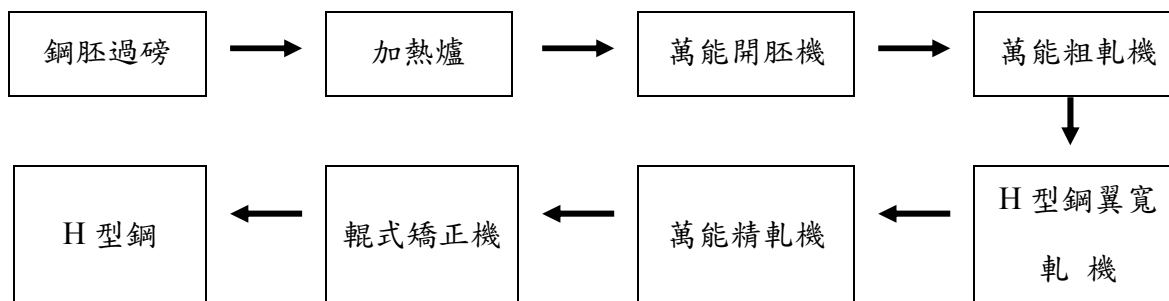 鋼胚過磅
加熱爐
萬能開胚機
萬能粗軋機
H 型鋼翼寬
軋 機
萬能精軋機
輥式矯正機
H 型鋼